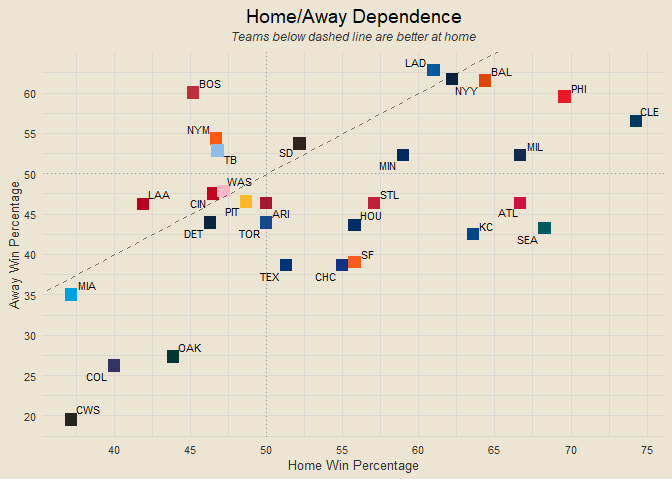 Home/Away Dependence
Teams below dashed line are better at home
LAD
BAL
NYY
BOS
PHI
CLE
NYM
TB
SD
MIN
MIL
LAA
WAS
CIN
PIT
STL
ARI
HOU
ATL
DET
TOR
KC
SEA
SF
TEX
CHC
MIA
OAK
COL
CWS
60
55
50
45
40
35
30
25
20
Away Win Percentage
40
45
50
55
60
65
70
75
Home Win Percentage